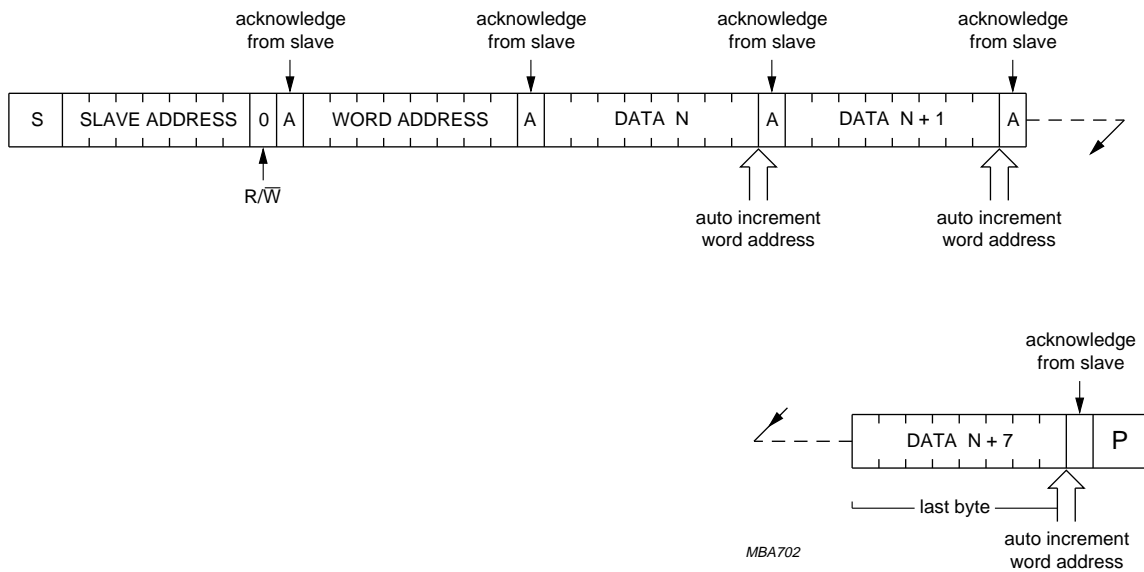 acknowledge from slave
acknowledge from slave
acknowledge from slave
acknowledge from slave
S SLAVE ADDRESS 0 A WORD ADDRESS A DATA N A DATA N + 1 A
R/W̅
auto increment word address
auto increment word address
acknowledge from slave
DATA N + 7 P
last byte
auto increment word address
MBA702